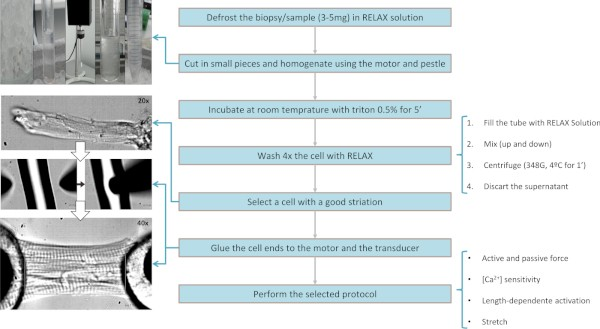 Defrost the biopsy/sample (3-5mg) in RELAX solution
Cut in small pieces and homogenate using the motor and pestle
Incubate at room temprature with triton 0.5% for 5’
Wash 4x the cell with RELAX
1. Fill the tube with RELAX Solution
2. Mix (up and down)
3. Centrifuge (348G, 4ºC for 1’)
4. Discart the supernatant
20x
Select a cell with a good striation
40x
Glue the cell ends to the motor and the transducer
Perform the selected protocol
• Active and passive force
• [Ca²⁺] sensitivity
• Length-dependente activation
• Stretch